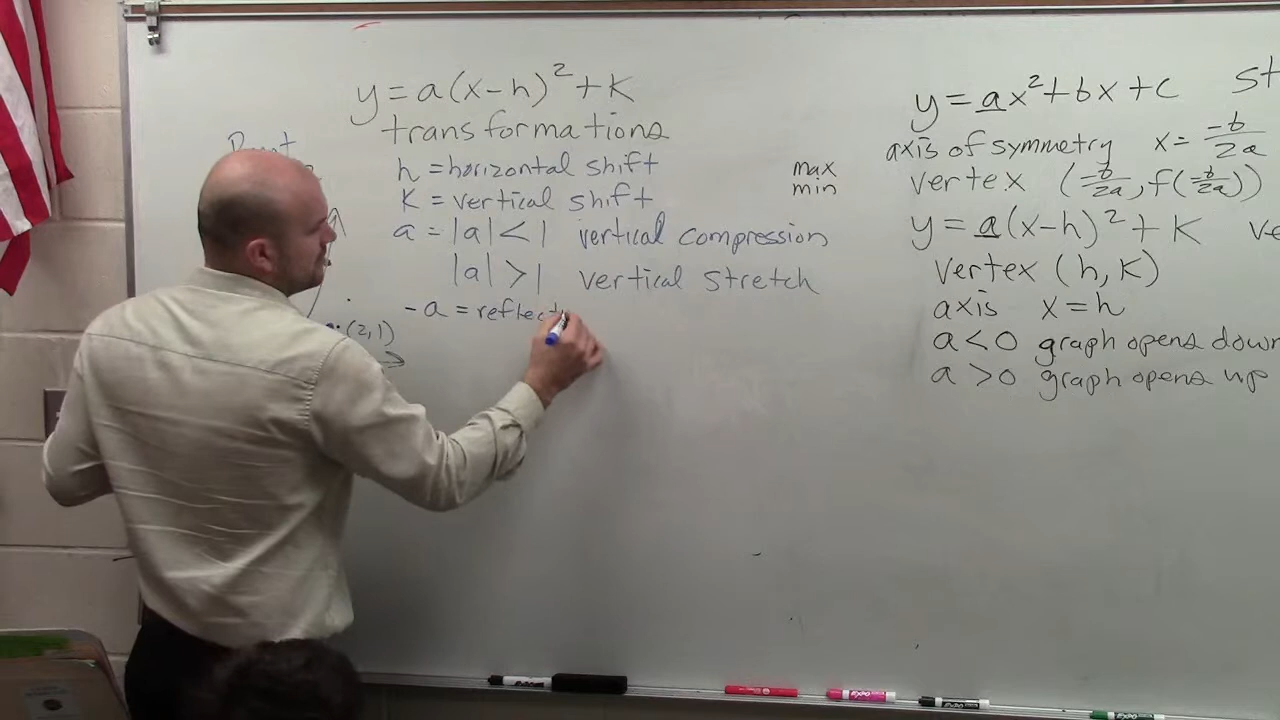 y = a(x-h)² + K
transformations
h = horizontal shift
K = vertical shift
a = |a| < 1 vertical compression
|a| > 1 vertical stretch
-a = reflect
(2,1)
max
min
y = ax² + bx + c
axis of symmetry x = -b/2a
vertex (-b/2a, f(-b/2a))
y = a(x-h)² + K
vertex (h, K)
axis x = h
a < 0 graph opens down
a > 0 graph opens up